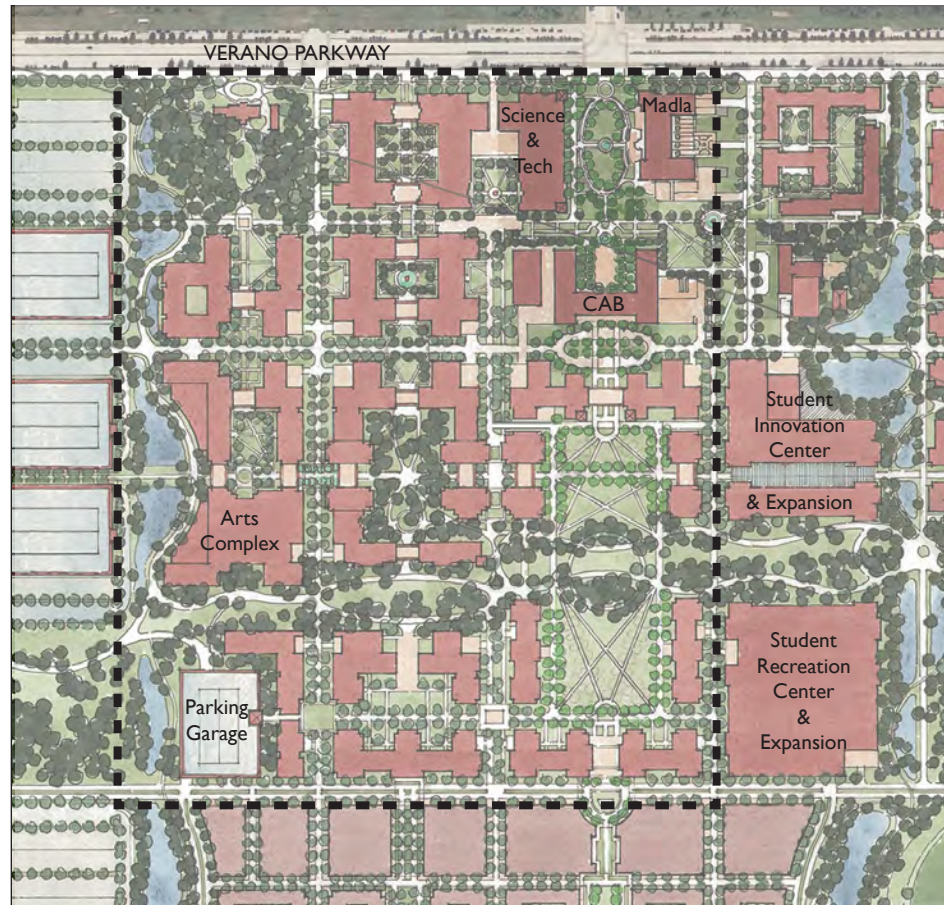 VERANO PARKWAY
Science
&
Tech
Madla
CAB
Student
Innovation
Center
& Expansion
Arts
Complex
Student
Recreation
Center
&
Expansion
Parking
Garage